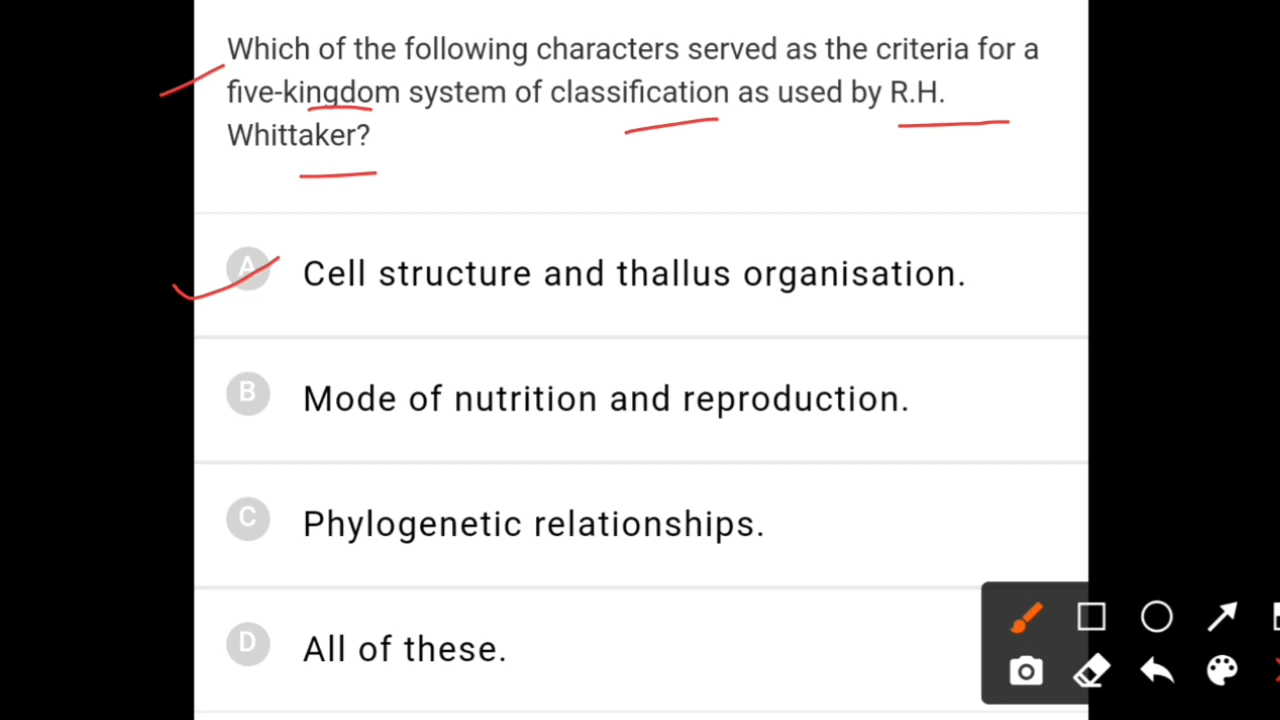 Which of the following characters served as the criteria for a
five-kingdom system of classification as used by R.H.
Whittaker?
A Cell structure and thallus organisation.
B Mode of nutrition and reproduction.
C Phylogenetic relationships.
D All of these.